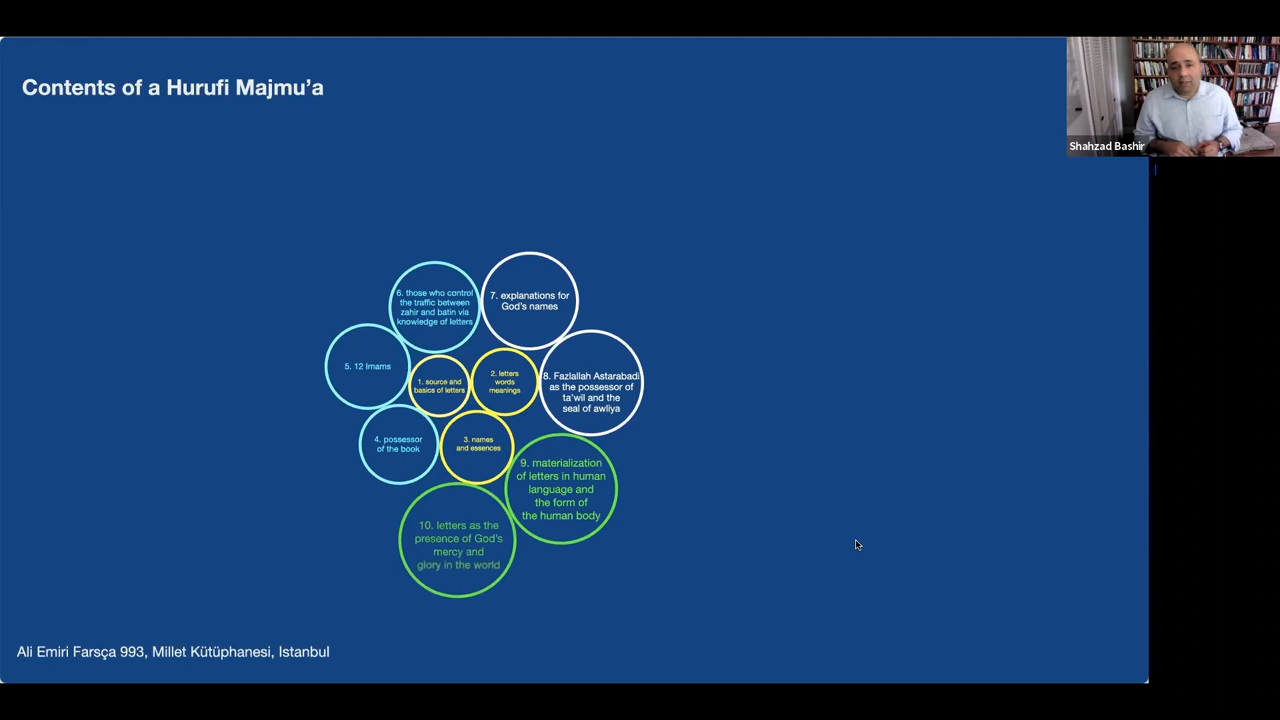 Contents of a Hurufi Majmu’a
Shahzad Bashir
6. those who control
the traffic between
zahir and batin via
knowledge of letters
7. explanations for
God’s names
5. 12 Imams
1. source and
basics of letters
2. letters
words
meanings
8. Fazlallah Astarabadi
as the possessor of
ta’wil and the
seal of awliya
4. possessor
of the book
3. names
and essences
9. materialization
of letters in human
language and
the form of
the human body
10. letters as the
presence of God’s
mercy and
glory in the world
Ali Emiri Farsça 993, Millet Kütüphanesi, Istanbul